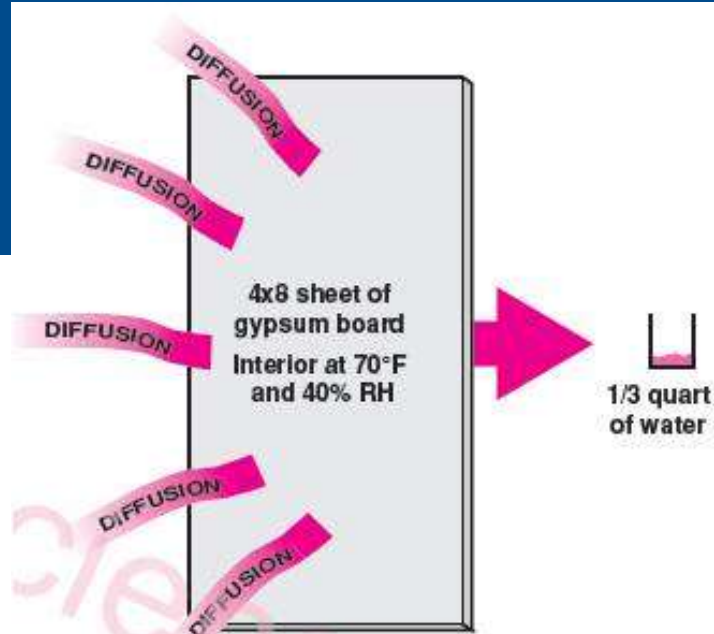 DIFFUSION
DIFFUSION
DIFFUSION
4x8 sheet of
gypsum board
Interior at 70°F
and 40% RH
1/3 quart
of water
DIFFUSION
DIFFUSION